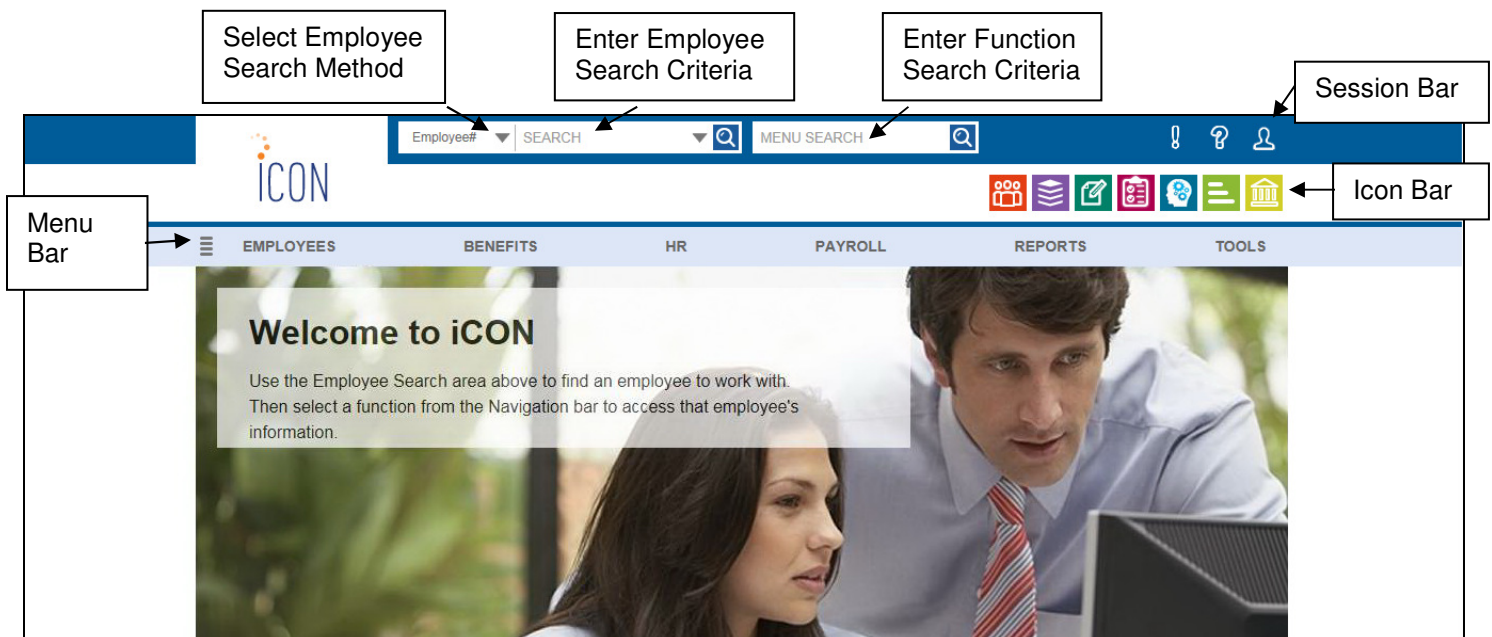 Select Employee
Search Method
Enter Employee
Search Criteria
Enter Function
Search Criteria
Session Bar
Employee#
SEARCH
MENU SEARCH
iCON
Icon Bar
Menu
Bar
EMPLOYEES
BENEFITS
HR
PAYROLL
REPORTS
TOOLS
Welcome to iCON
Use the Employee Search area above to find an employee to work with.
Then select a function from the Navigation bar to access that employee's
information.